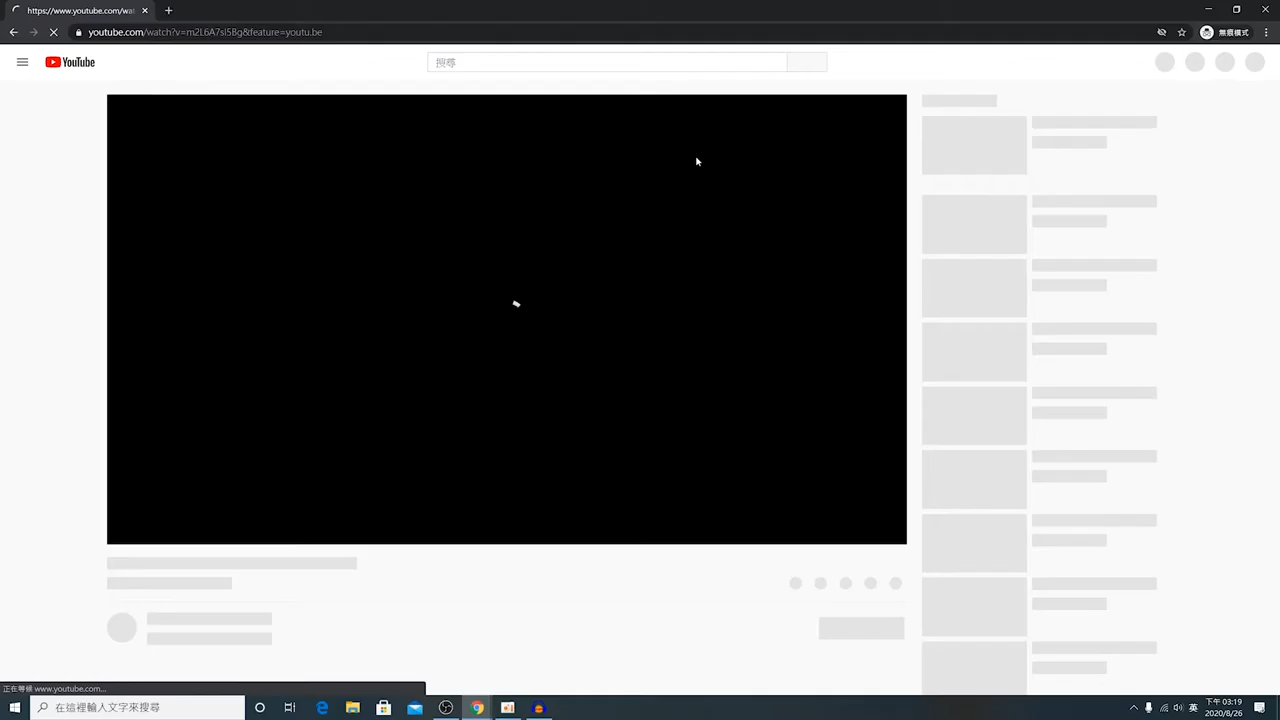 https://www.youtube.com/wat
youtube.com/watch?v=m2L6A7sI5Bg&feature=youtu.be
無痕模式
YouTube
搜尋
正在等候 www.youtube.com...
在這裡輸入文字來搜尋
英
下午 03:19
2020/8/26